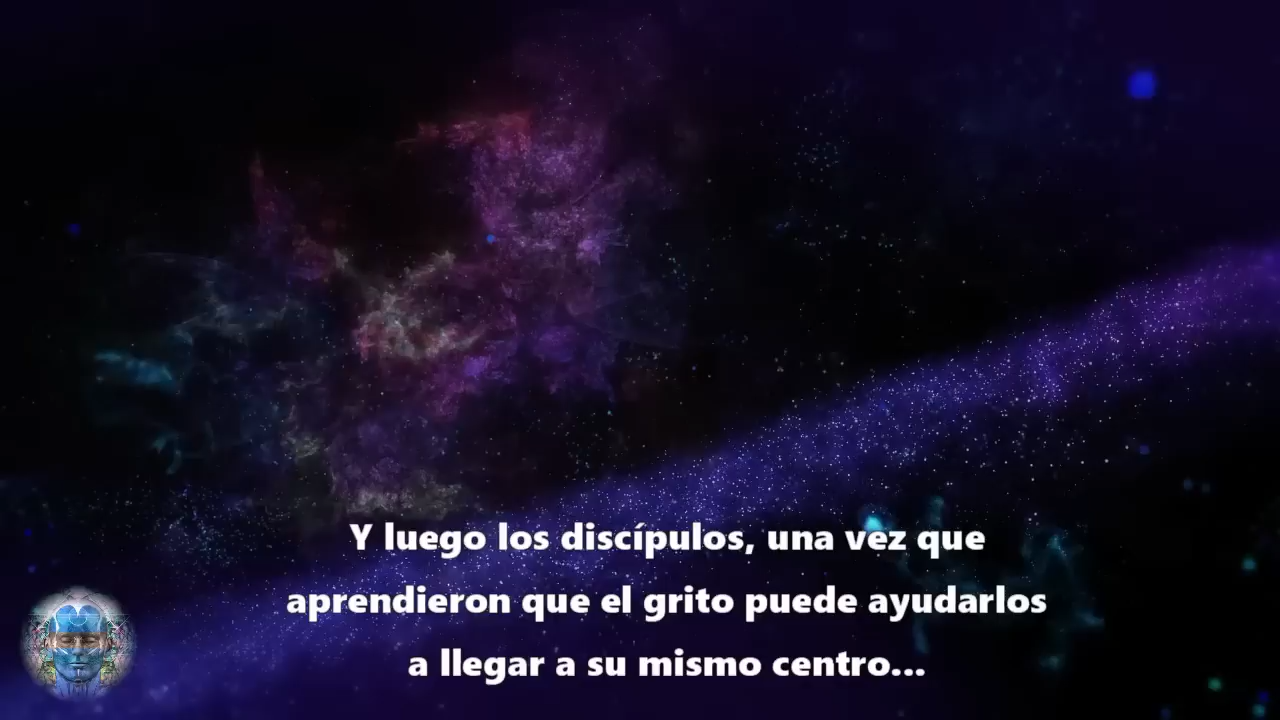 Y luego los discípulos, una vez que
aprendieron que el grito puede ayudarlos
a llegar a su mismo centro...